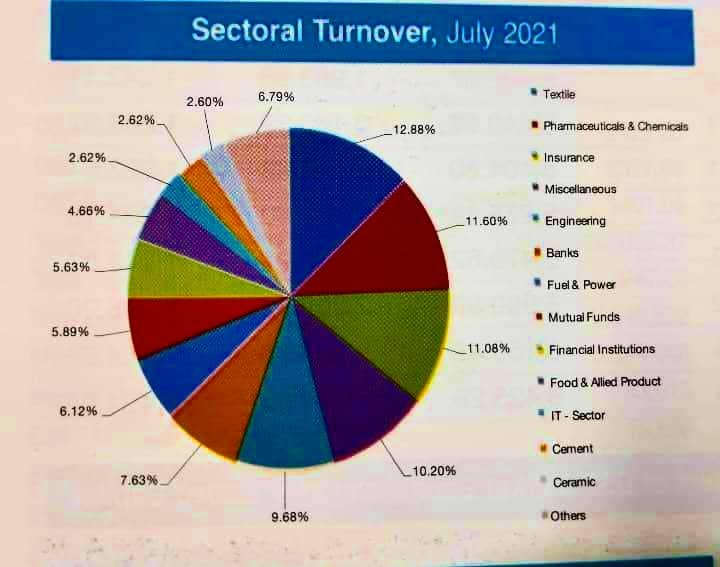 Sectoral Turnover, July 2021
2.60%
6.79%
12.88%
2.62%
2.62%
4.66%
11.60%
5.63%
5.89%
11.08%
6.12%
7.63%
10.20%
9.68%
Textile
Pharmaceuticals & Chemicals
Insurance
Miscellaneous
Engineering
Banks
Fuel & Power
Mutual Funds
Financial Institutions
Food & Allied Product
IT - Sector
Cement
Ceramic
Others